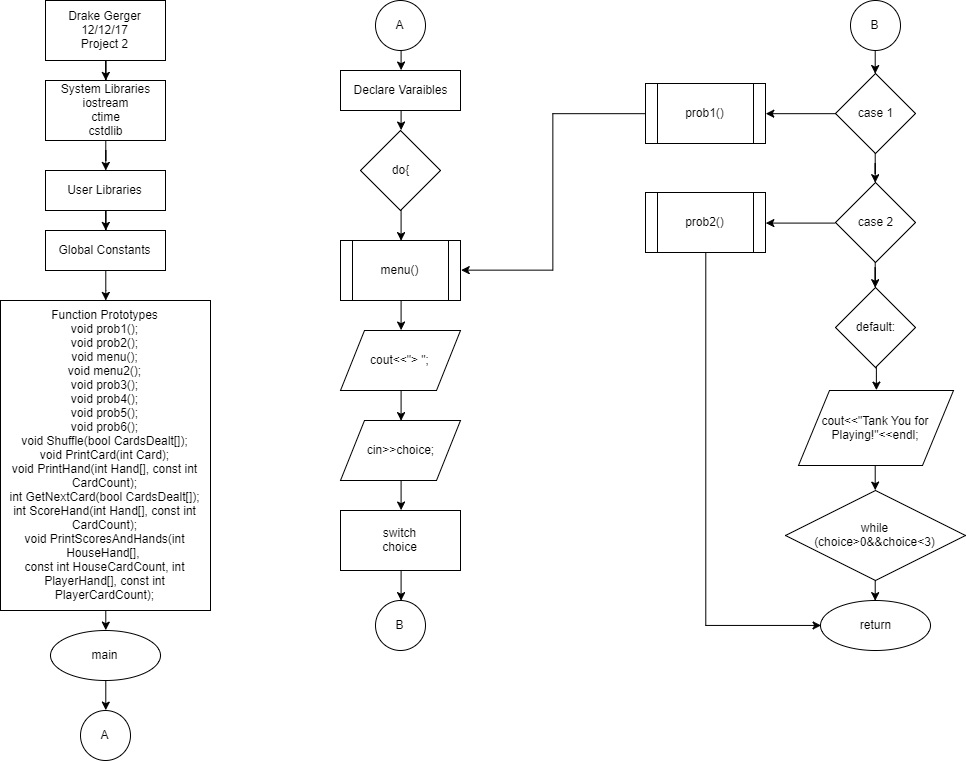 Drake Gerger
12/12/17
Project 2
System Libraries
iostream
ctime
cstdlib
User Libraries
Global Constants
Function Prototypes
void prob1();
void prob2();
void menu();
void menu2();
void prob3();
void prob4();
void prob5();
void prob6();
void Shuffle(bool CardsDealt[]);
void PrintCard(int Card);
void PrintHand(int Hand[], const int
CardCount);
int GetNextCard(bool CardsDealt[]);
int ScoreHand(int Hand[], const int
CardCount);
void PrintScoresAndHands(int
HouseHand[],
const int HouseCardCount, int
PlayerHand[], const int
PlayerCardCount);
main
A
A
Declare Varaibles
do{
menu()
cout<<"> ";
cin>>choice;
switch
choice
B
B
case 1
prob1()
case 2
prob2()
default:
cout<<"Tank You for
Playing!"<<endl;
while
(choice>0&&choice<3)
return